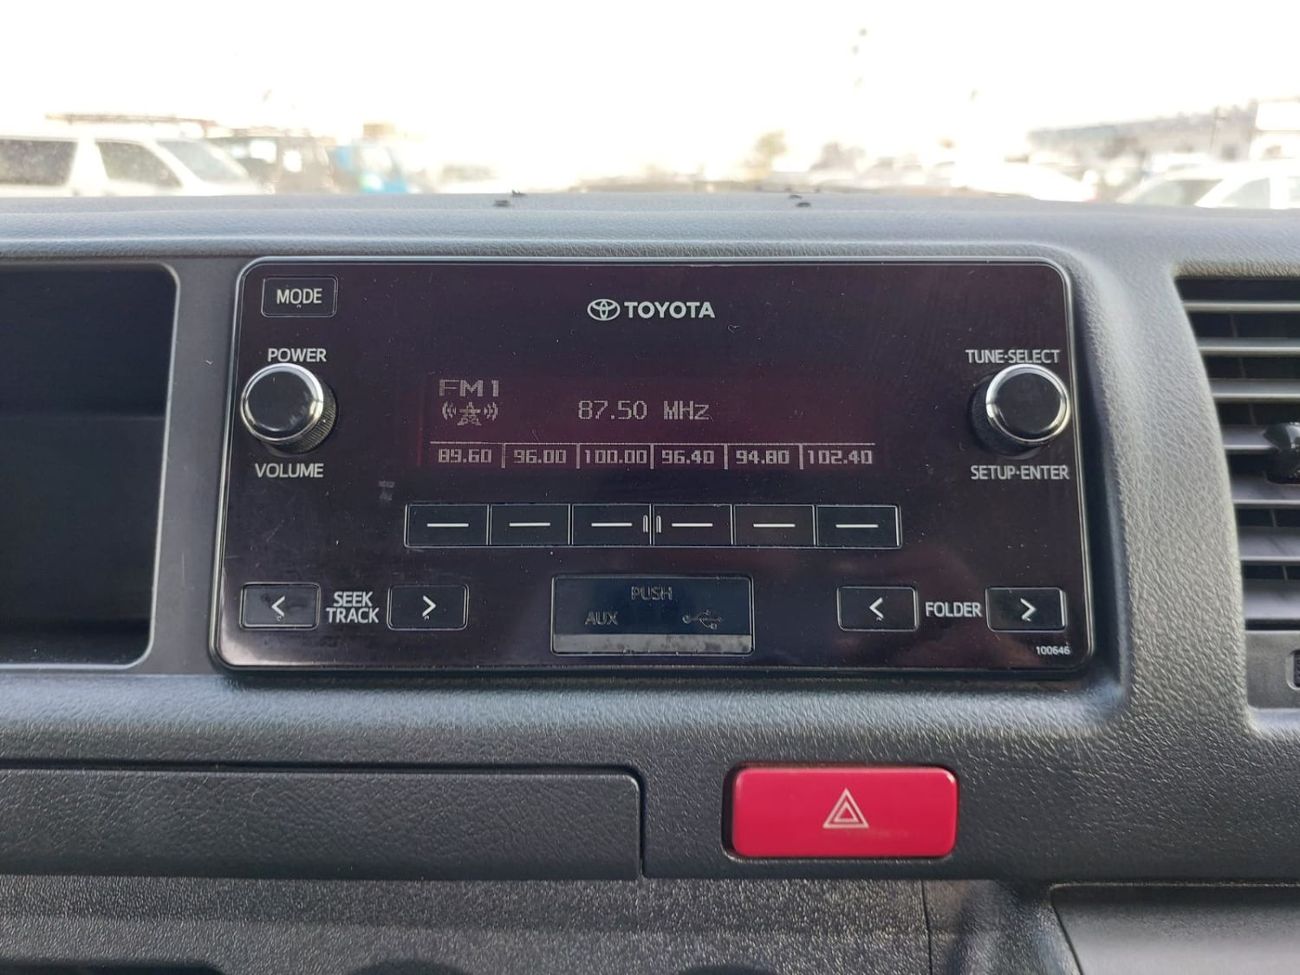 MODE
TOYOTA
POWER
VOLUME
FM1
87.50 MHz
89.60 96.00 100.00 96.40 94.80 102.40
TUNE·SELECT
SETUP·ENTER
SEEK
TRACK
PUSH
AUX
FOLDER
100646